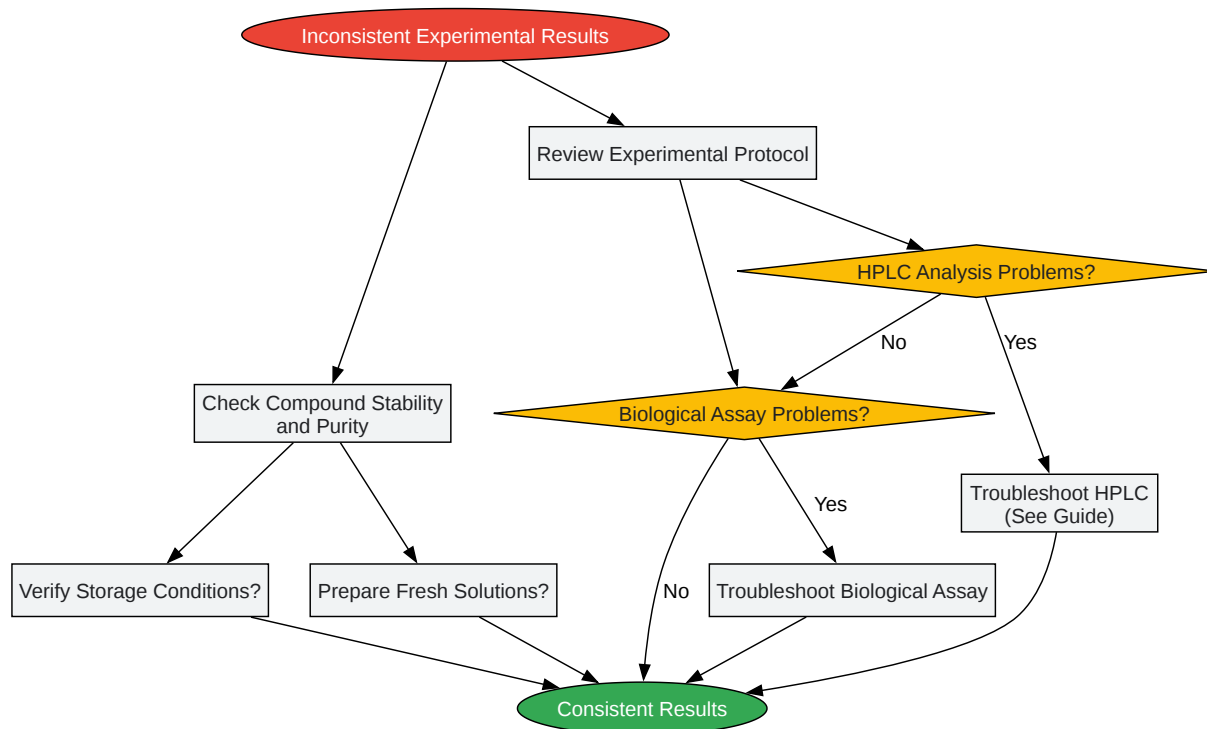 Inconsistent Experimental Results
Review Experimental Protocol
HPLC Analysis Problems?
No
Yes
Check Compound Stability
and Purity
Biological Assay Problems?
Troubleshoot HPLC
(See Guide)
Yes
Verify Storage Conditions?
Prepare Fresh Solutions?
No
Troubleshoot Biological Assay
Consistent Results